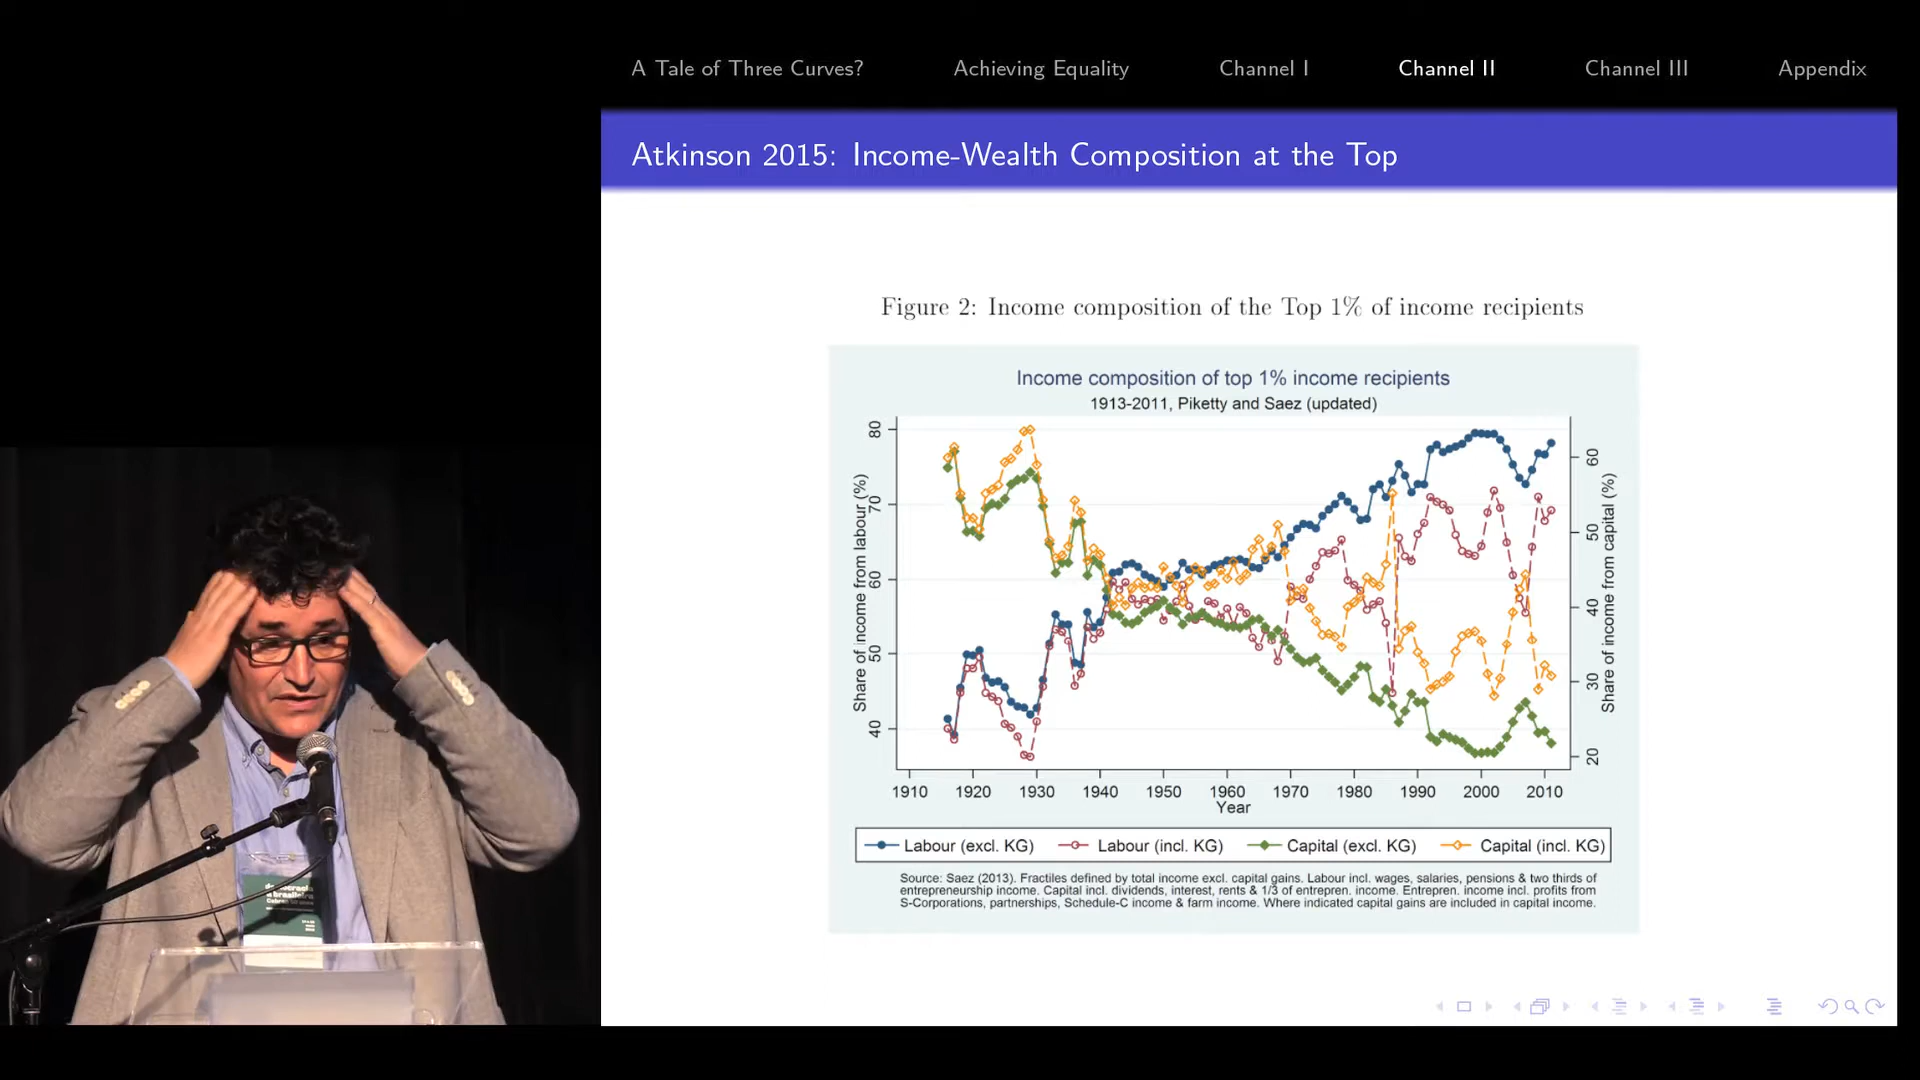 A Tale of Three Curves? Achieving Equality Channel I Channel II Channel III Appendix
Atkinson 2015: Income-Wealth Composition at the Top
Figure 2: Income composition of the Top 1% of income recipients
Income composition of top 1% income recipients
1913-2011, Piketty and Saez (updated)
Share of income from labour (%)
80
70
60
50
40
Share of income from capital (%)
60
50
40
30
20
1910 1920 1930 1940 1950 1960 1970 1980 1990 2000 2010
Year
Labour (excl. KG) Labour (incl. KG) Capital (excl. KG) Capital (incl. KG)
Source: Saez (2013). Fractiles defined by total income excl. capital gains. Labour incl. wages, salaries, pensions & two thirds of
entrepreneurship income. Capital incl. dividends, interest, rents & 1/3 of entrepren. income. Entrepren. income incl. profits from
S-Corporations, partnerships, Schedule-C income & farm income. Where indicated capital gains are included in capital income.
democracia
brasileira